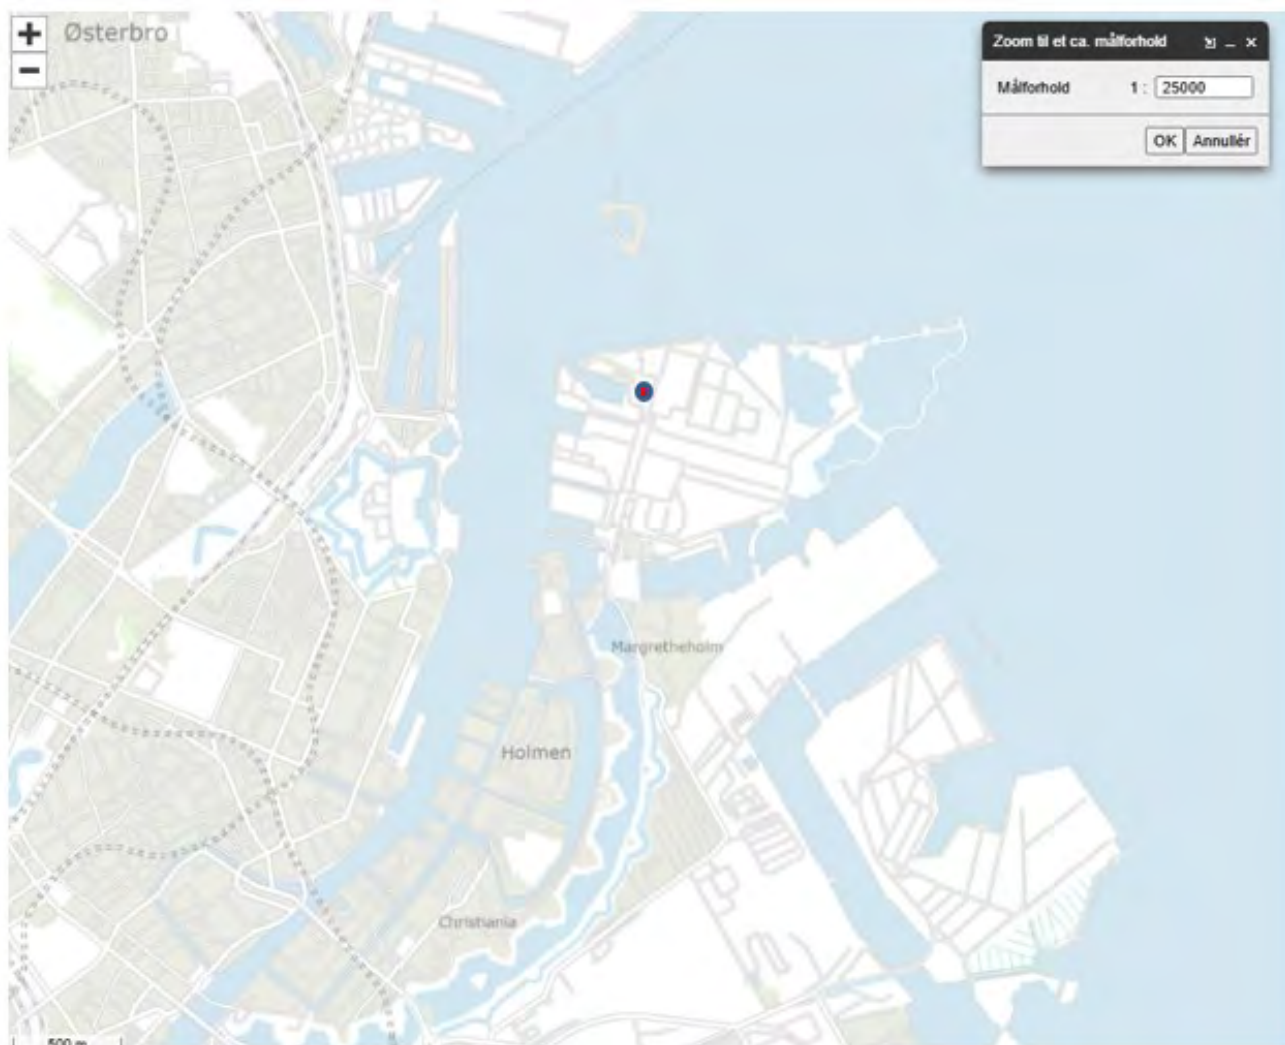 +
Østerbro
−
Zoom til et ca. målforhold
Målforhold 1 : 25000
OK Annullér
Margretheholm
Holmen
Christiania
500 m